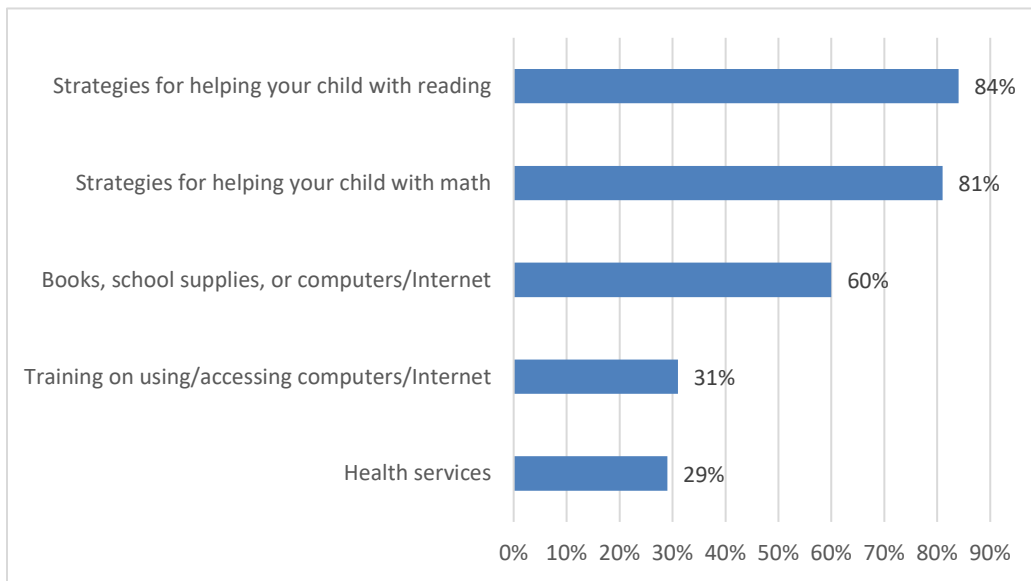 Strategies for helping your child with reading
84%
Strategies for helping your child with math
81%
Books, school supplies, or computers/Internet
60%
Training on using/accessing computers/Internet
31%
Health services
29%
0% 10% 20% 30% 40% 50% 60% 70% 80% 90%